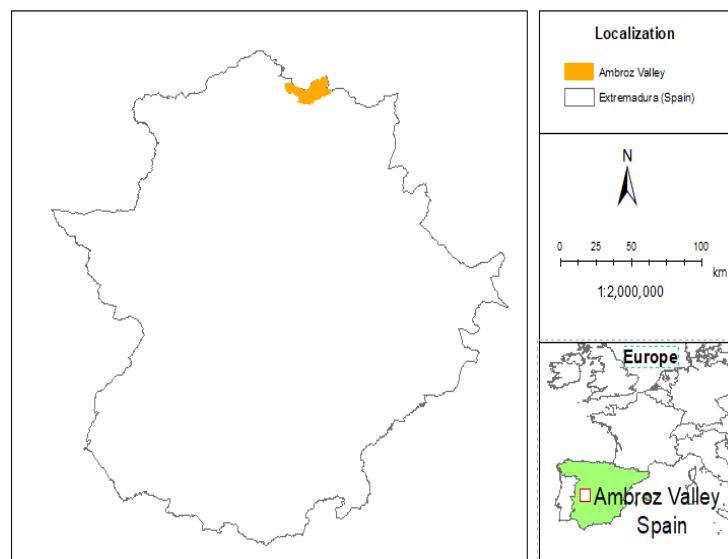 Localization
Ambroz Valley
Extremadura (Spain)
N
0 25 50 100
km
1:2,000,000
Europe
Ambroz Valley
Spain